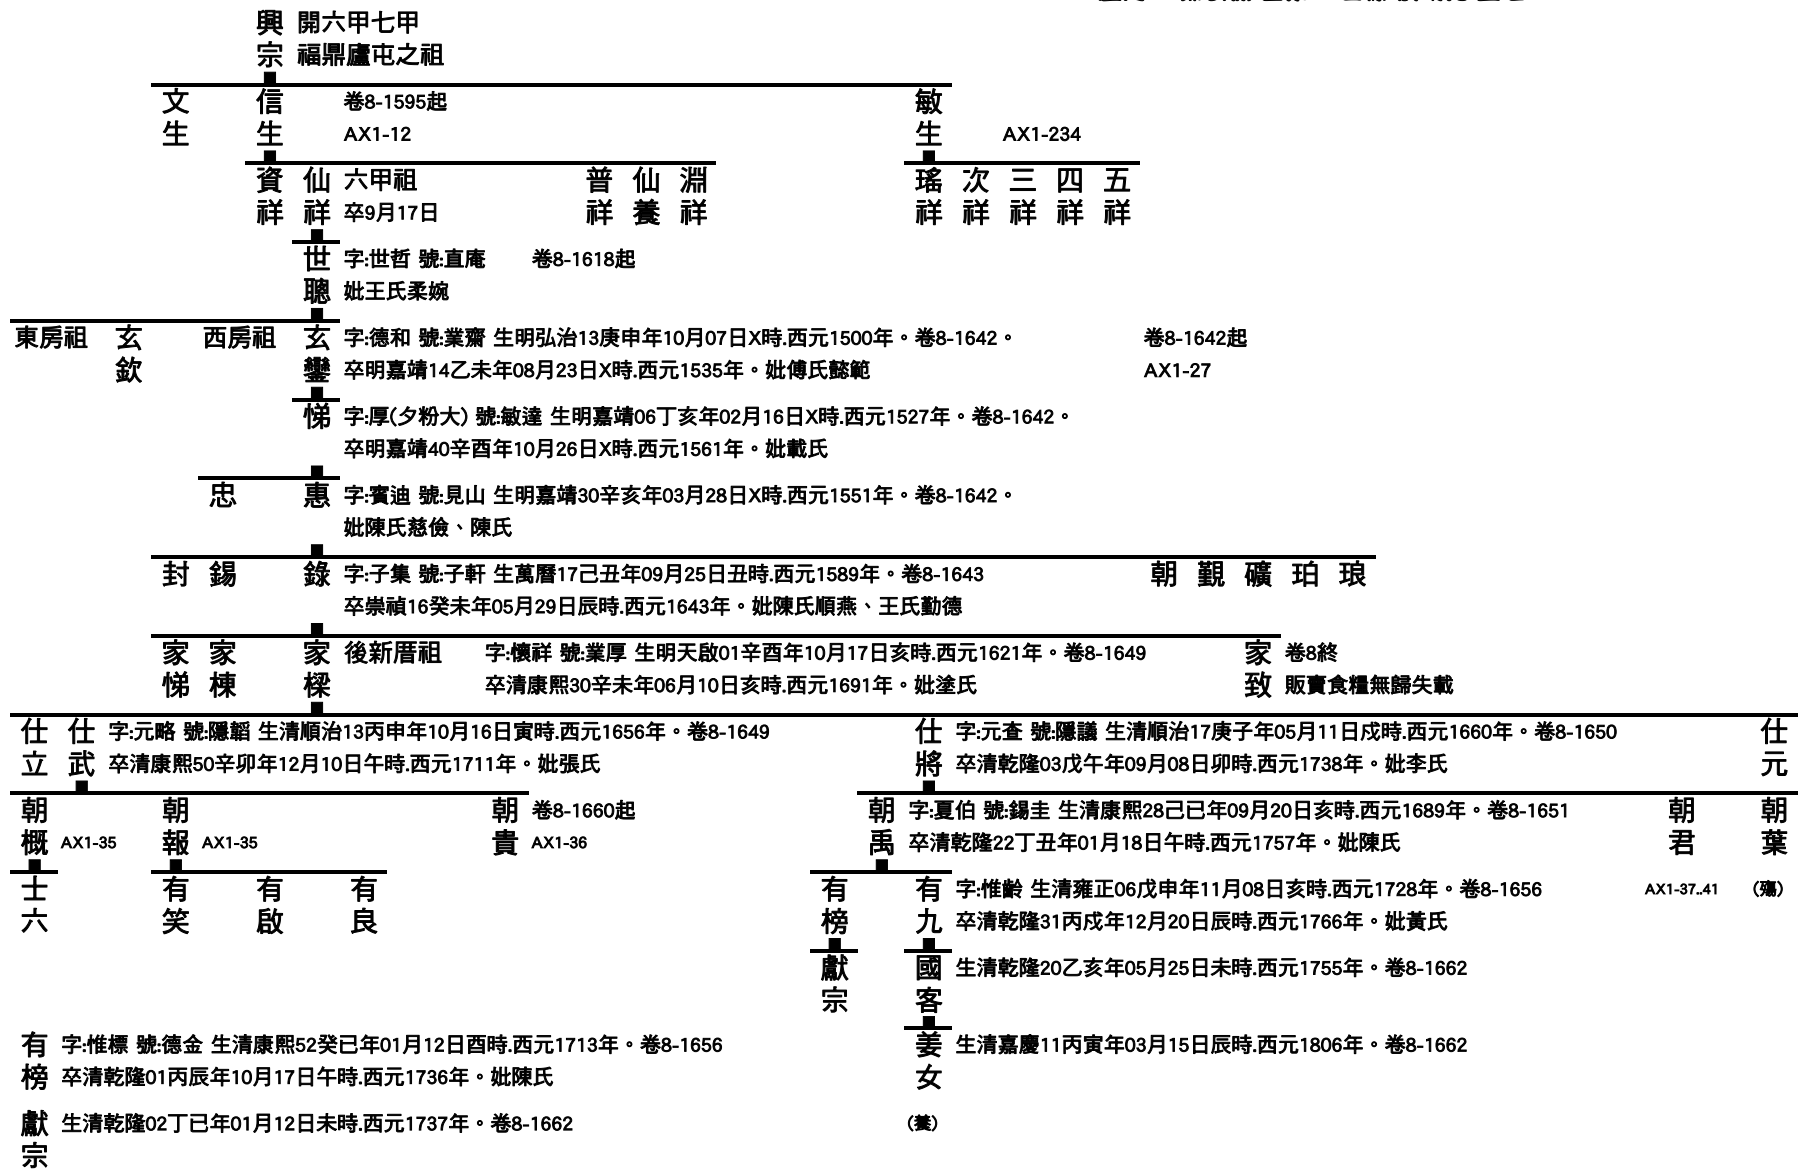 興宗 開六甲七甲
福鼎廬屯之祖
文生 信生 卷8-1595起 敏生
AX1-12 AX1-234
資祥 仙祥 六甲祖 普祥 仙養 淵祥 瑤祥 次祥 三祥 四祥 五祥
卒9月17日
世聰 字:世哲 號:直庵 卷8-1618起
妣王氏柔婉
東房祖 玄欽 西房祖 玄鑾 字:德和 號:業齋 生明弘治13庚申年10月07日X時.西元1500年。卷8-1642。 卷8-1642起
卒明嘉靖14乙未年08月23日X時.西元1535年。妣傅氏懿範 AX1-27
悌 字:厚(夕粉大) 號:敏達 生明嘉靖06丁亥年02月16日X時.西元1527年。卷8-1642。
卒明嘉靖40辛酉年10月26日X時.西元1561年。妣戴氏
忠 惠 字:賓迪 號:見山 生明嘉靖30辛亥年03月28日X時.西元1551年。卷8-1642。
妣陳氏慈儉、陳氏
封 錫 錄 字:子集 號:子軒 生萬曆17己丑年09月25日丑時.西元1589年。卷8-1643 朝 覲 礦 珀 琅
卒崇禎16癸未年05月29日辰時.西元1643年。妣陳氏順燕、王氏勤德
家悌 家棟 家樑 後新厝祖 字:懷祥 號:業厚 生明天啟01辛酉年10月17日亥時.西元1621年。卷8-1649 家致 卷8終
卒清康熙30辛未年06月10日亥時.西元1691年。妣塗氏 販賣食糧無歸失載
仕立 仕武 字:元略 號:隱韜 生清順治13丙申年10月16日寅時.西元1656年。卷8-1649 仕將 字:元查 號:隱議 生清順治17庚子年05月11日戍時.西元1660年。卷8-1650 仕元
卒清康熙50辛卯年12月10日午時.西元1711年。妣張氏 卒清乾隆03戊午年09月08日卯時.西元1738年。妣李氏
朝概 朝報 朝貴 卷8-1660起 朝禹 字:夏伯 號:錫圭 生清康熙28己已年09月20日亥時.西元1689年。卷8-1651 朝君 朝葉
AX1-35 AX1-35 AX1-36 卒清乾隆22丁丑年01月18日午時.西元1757年。妣陳氏
士六 有笑 有啟 有良 有榜 有九 字:惟齡 生清雍正06戊申年11月08日亥時.西元1728年。卷8-1656 AX1-37..41 (殤)
卒清乾隆31丙戍年12月20日辰時.西元1766年。妣黃氏
獻宗 國客 生清乾隆20乙亥年05月25日未時.西元1755年。卷8-1662
有榜 字:惟標 號:德金 生清康熙52癸已年01月12日酉時.西元1713年。卷8-1656 姜女 生清嘉慶11丙寅年03月15日辰時.西元1806年。卷8-1662
卒清乾隆01丙辰年10月17日午時.西元1736年。妣陳氏
獻宗 生清乾隆02丁已年01月12日未時.西元1737年。卷8-1662 (養)